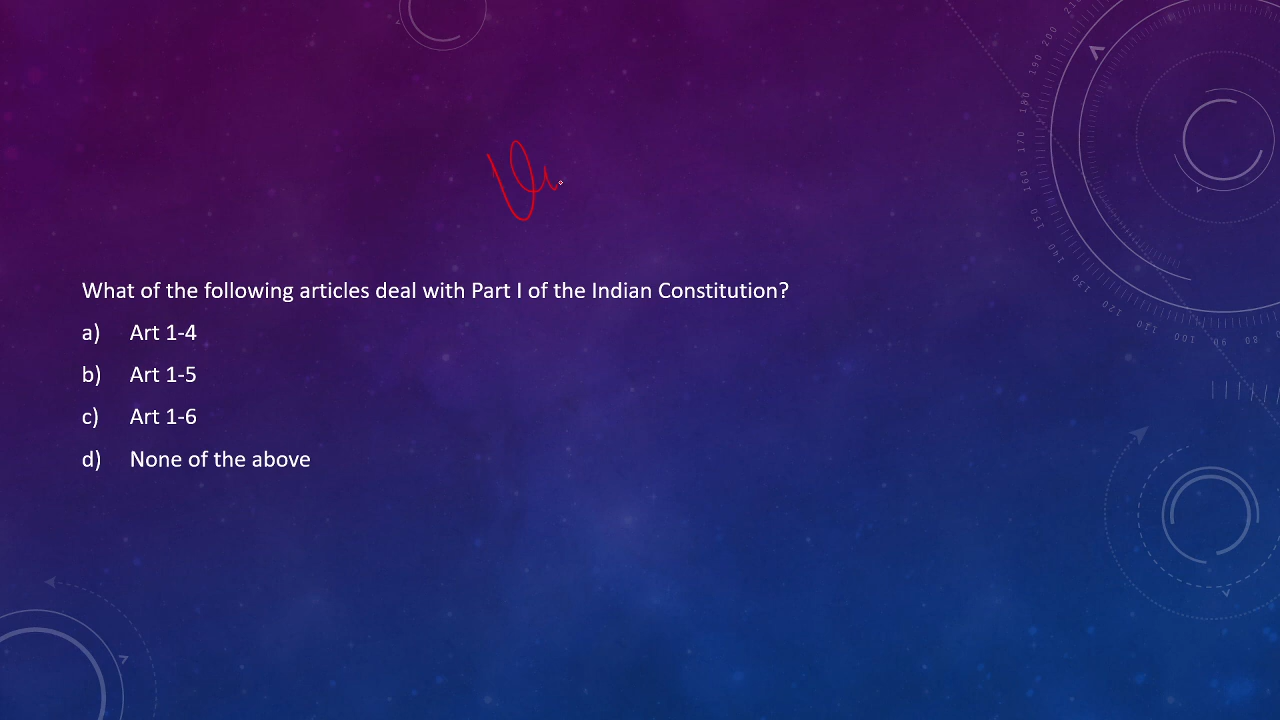 What of the following articles deal with Part I of the Indian Constitution?
a) Art 1-4
b) Art 1-5
c) Art 1-6
d) None of the above